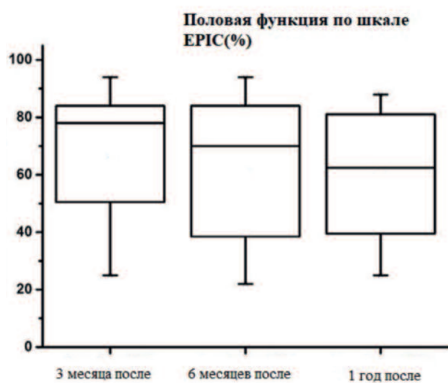 Половая функция по шкале
EPIC(%)
100
80
60
40
20
0
3 месяца после
6 месяцев после
1 год после